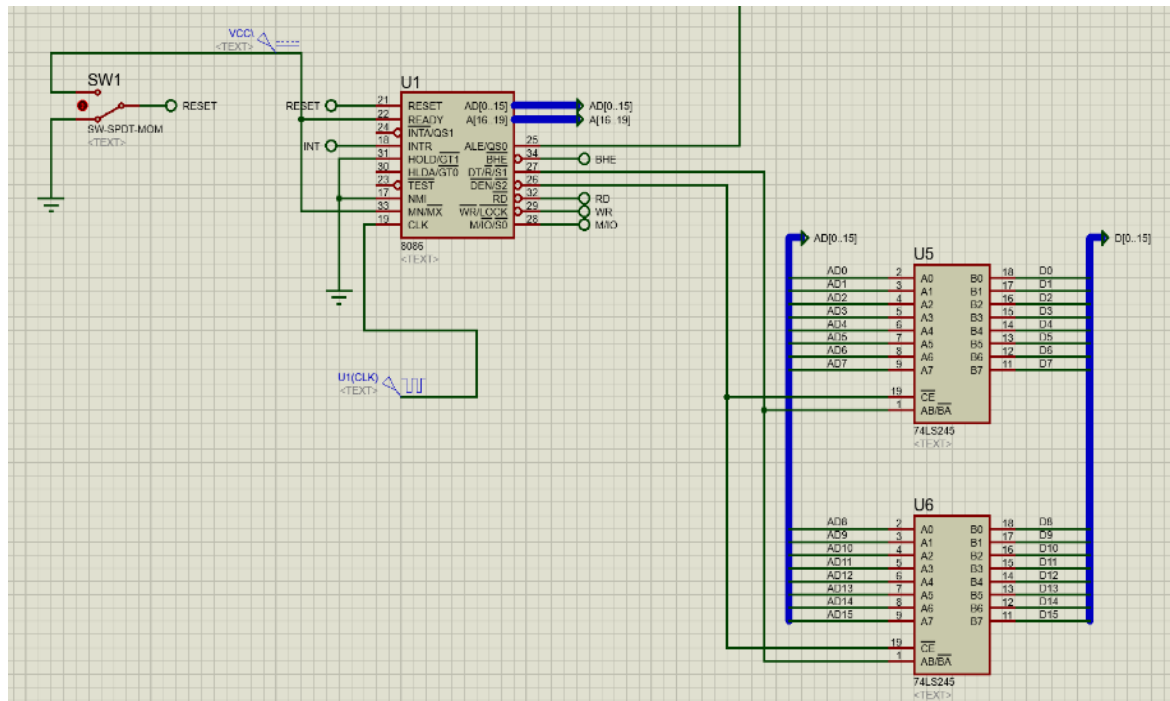 VCC\
<TEXT>
SW1
RESET
SW-SPDT-MOM
<TEXT>
U1
RESET 21 RESET AD[0..15] AD[0..15]
22 READY A[16..19] A[16..19]
24 INTA/QS1
INT 18 INTR ALE/QS0 25
31 HOLD/GT1 BHE 34 BHE
30 HLDA/GT0 DT/R/S1 27
23 TEST DEN/S2 26
17 NMI RD 32 RD
33 MN/MX WR/LOCK 29 WR
19 CLK M/IO/S0 28 M/IO
8086
<TEXT>
U1(CLK)
<TEXT>
AD[0..15] D[0..15]
U5
AD0 2 A0 B0 18 D0
AD1 3 A1 B1 17 D1
AD2 4 A2 B2 16 D2
AD3 5 A3 B3 15 D3
AD4 6 A4 B4 14 D4
AD5 7 A5 B5 13 D5
AD6 8 A6 B6 12 D6
AD7 9 A7 B7 11 D7
19 CE
1 AB/BA
74LS245
<TEXT>
U6
AD8 2 A0 B0 18 D8
AD9 3 A1 B1 17 D9
AD10 4 A2 B2 16 D10
AD11 5 A3 B3 15 D11
AD12 6 A4 B4 14 D12
AD13 7 A5 B5 13 D13
AD14 8 A6 B6 12 D14
AD15 9 A7 B7 11 D15
19 CE
1 AB/BA
74LS245
<TEXT>